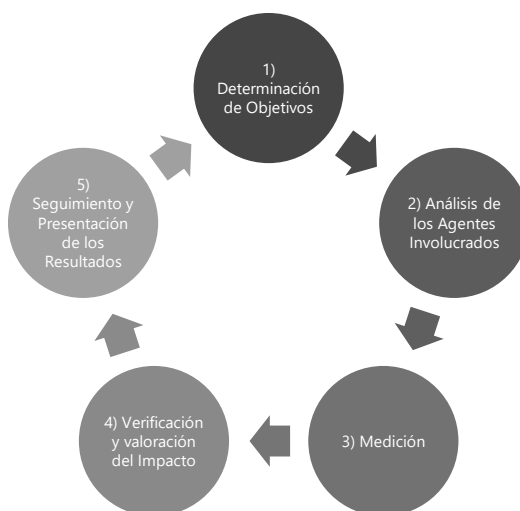 1)
Determinación
de Objetivos
2) Análisis de
los Agentes
Involucrados
3) Medición
4) Verificación
y valoración
del Impacto
5)
Seguimiento y
Presentación
de los
Resultados